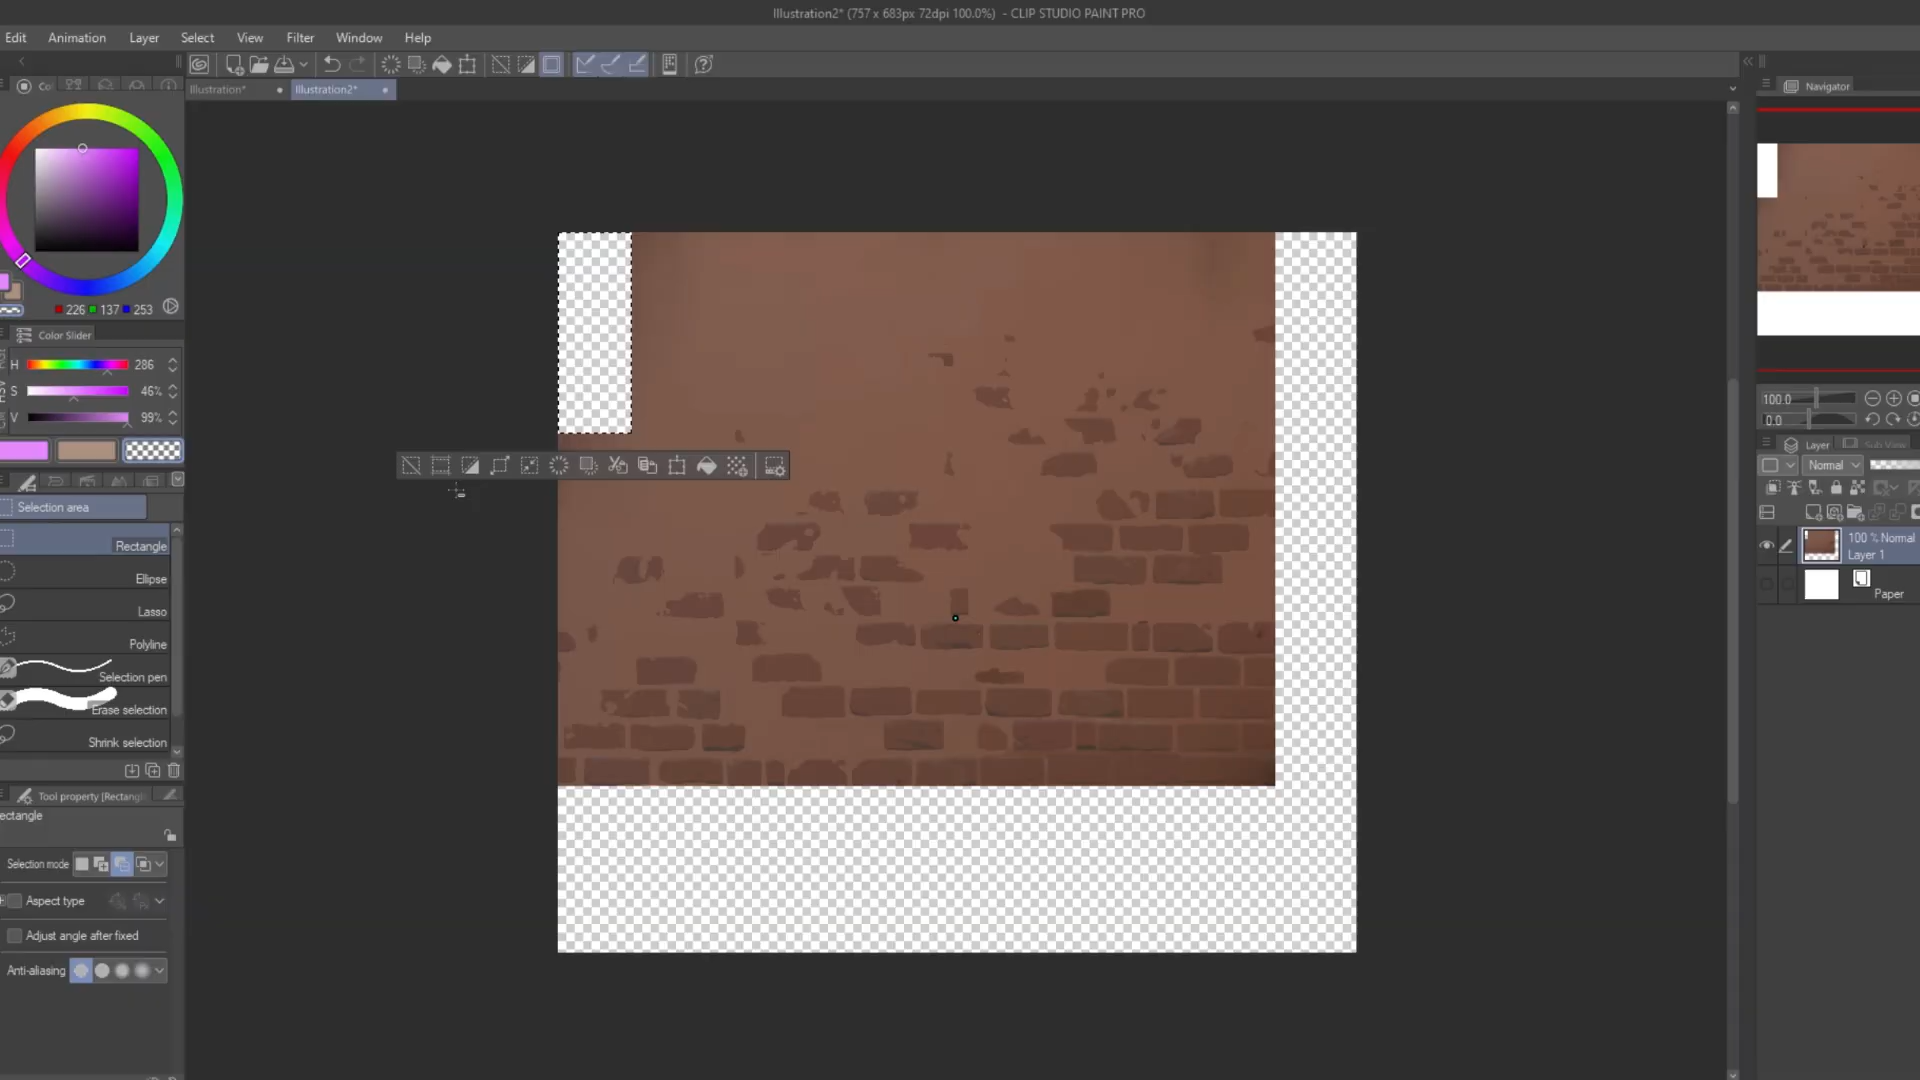 Illustration2* (757 x 683px 72dpi 100.0%)  - CLIP STUDIO PAINT PRO
Edit Animation Layer Select View Filter Window Help
Illustration* Illustration2*
Navigator
226 137 253
Color Slider
H 286
S 46%
V 99%
100.0
0.0
Layer Sub View
Normal
100 % Normal
Layer 1
Paper
Selection area
Rectangle
Ellipse
Lasso
Polyline
Selection pen
Erase selection
Shrink selection
Tool property [Rectangl
ectangle
Selection mode
Aspect type
Adjust angle after fixed
Anti-aliasing